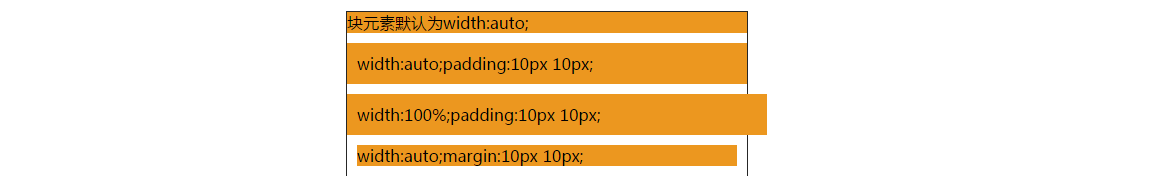 块元素默认为width:auto;
width:auto;padding:10px 10px;
width:100%;padding:10px 10px;
width:auto;margin:10px 10px;